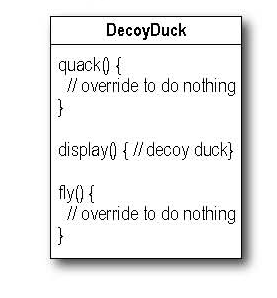 DecoyDuck
quack() {
// override to do nothing
}
display() { // decoy duck}
fly() {
// override to do nothing
}